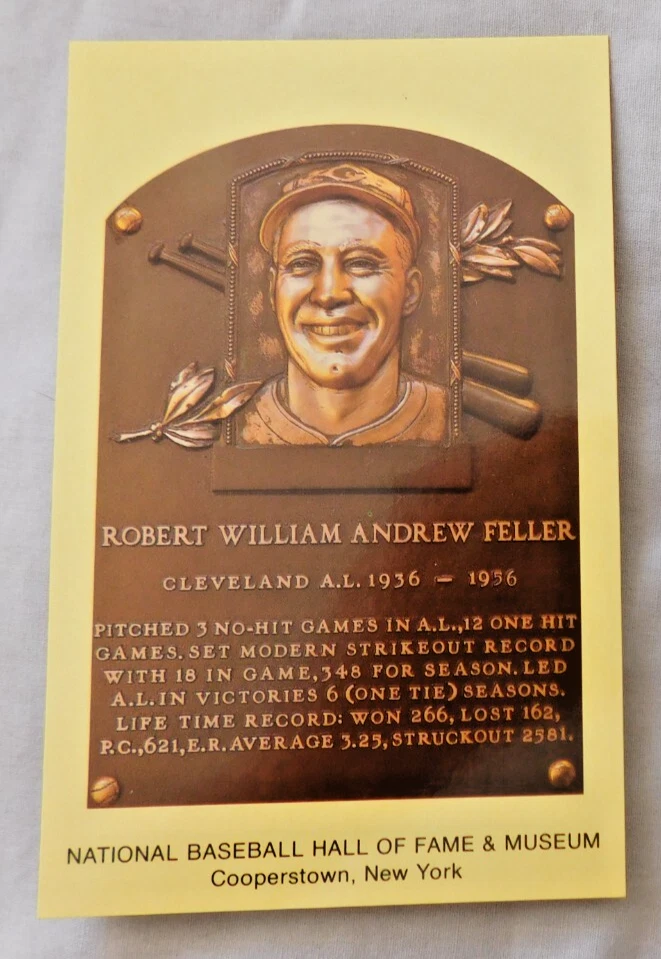 ROBERT WILLIAM ANDREW FELLER
CLEVELAND A.L. 1936 – 1956
PITCHED 3 NO-HIT GAMES IN A.L.,12 ONE HIT
GAMES. SET MODERN STRIKEOUT RECORD
WITH 18 IN GAME,348 FOR SEASON. LED
A.L. IN VICTORIES 6 (ONE TIE) SEASONS.
LIFE TIME RECORD: WON 266, LOST 162,
P.C.,621,E.R. AVERAGE 3.25,STRUCKOUT 2581.
NATIONAL BASEBALL HALL OF FAME & MUSEUM
Cooperstown, New York